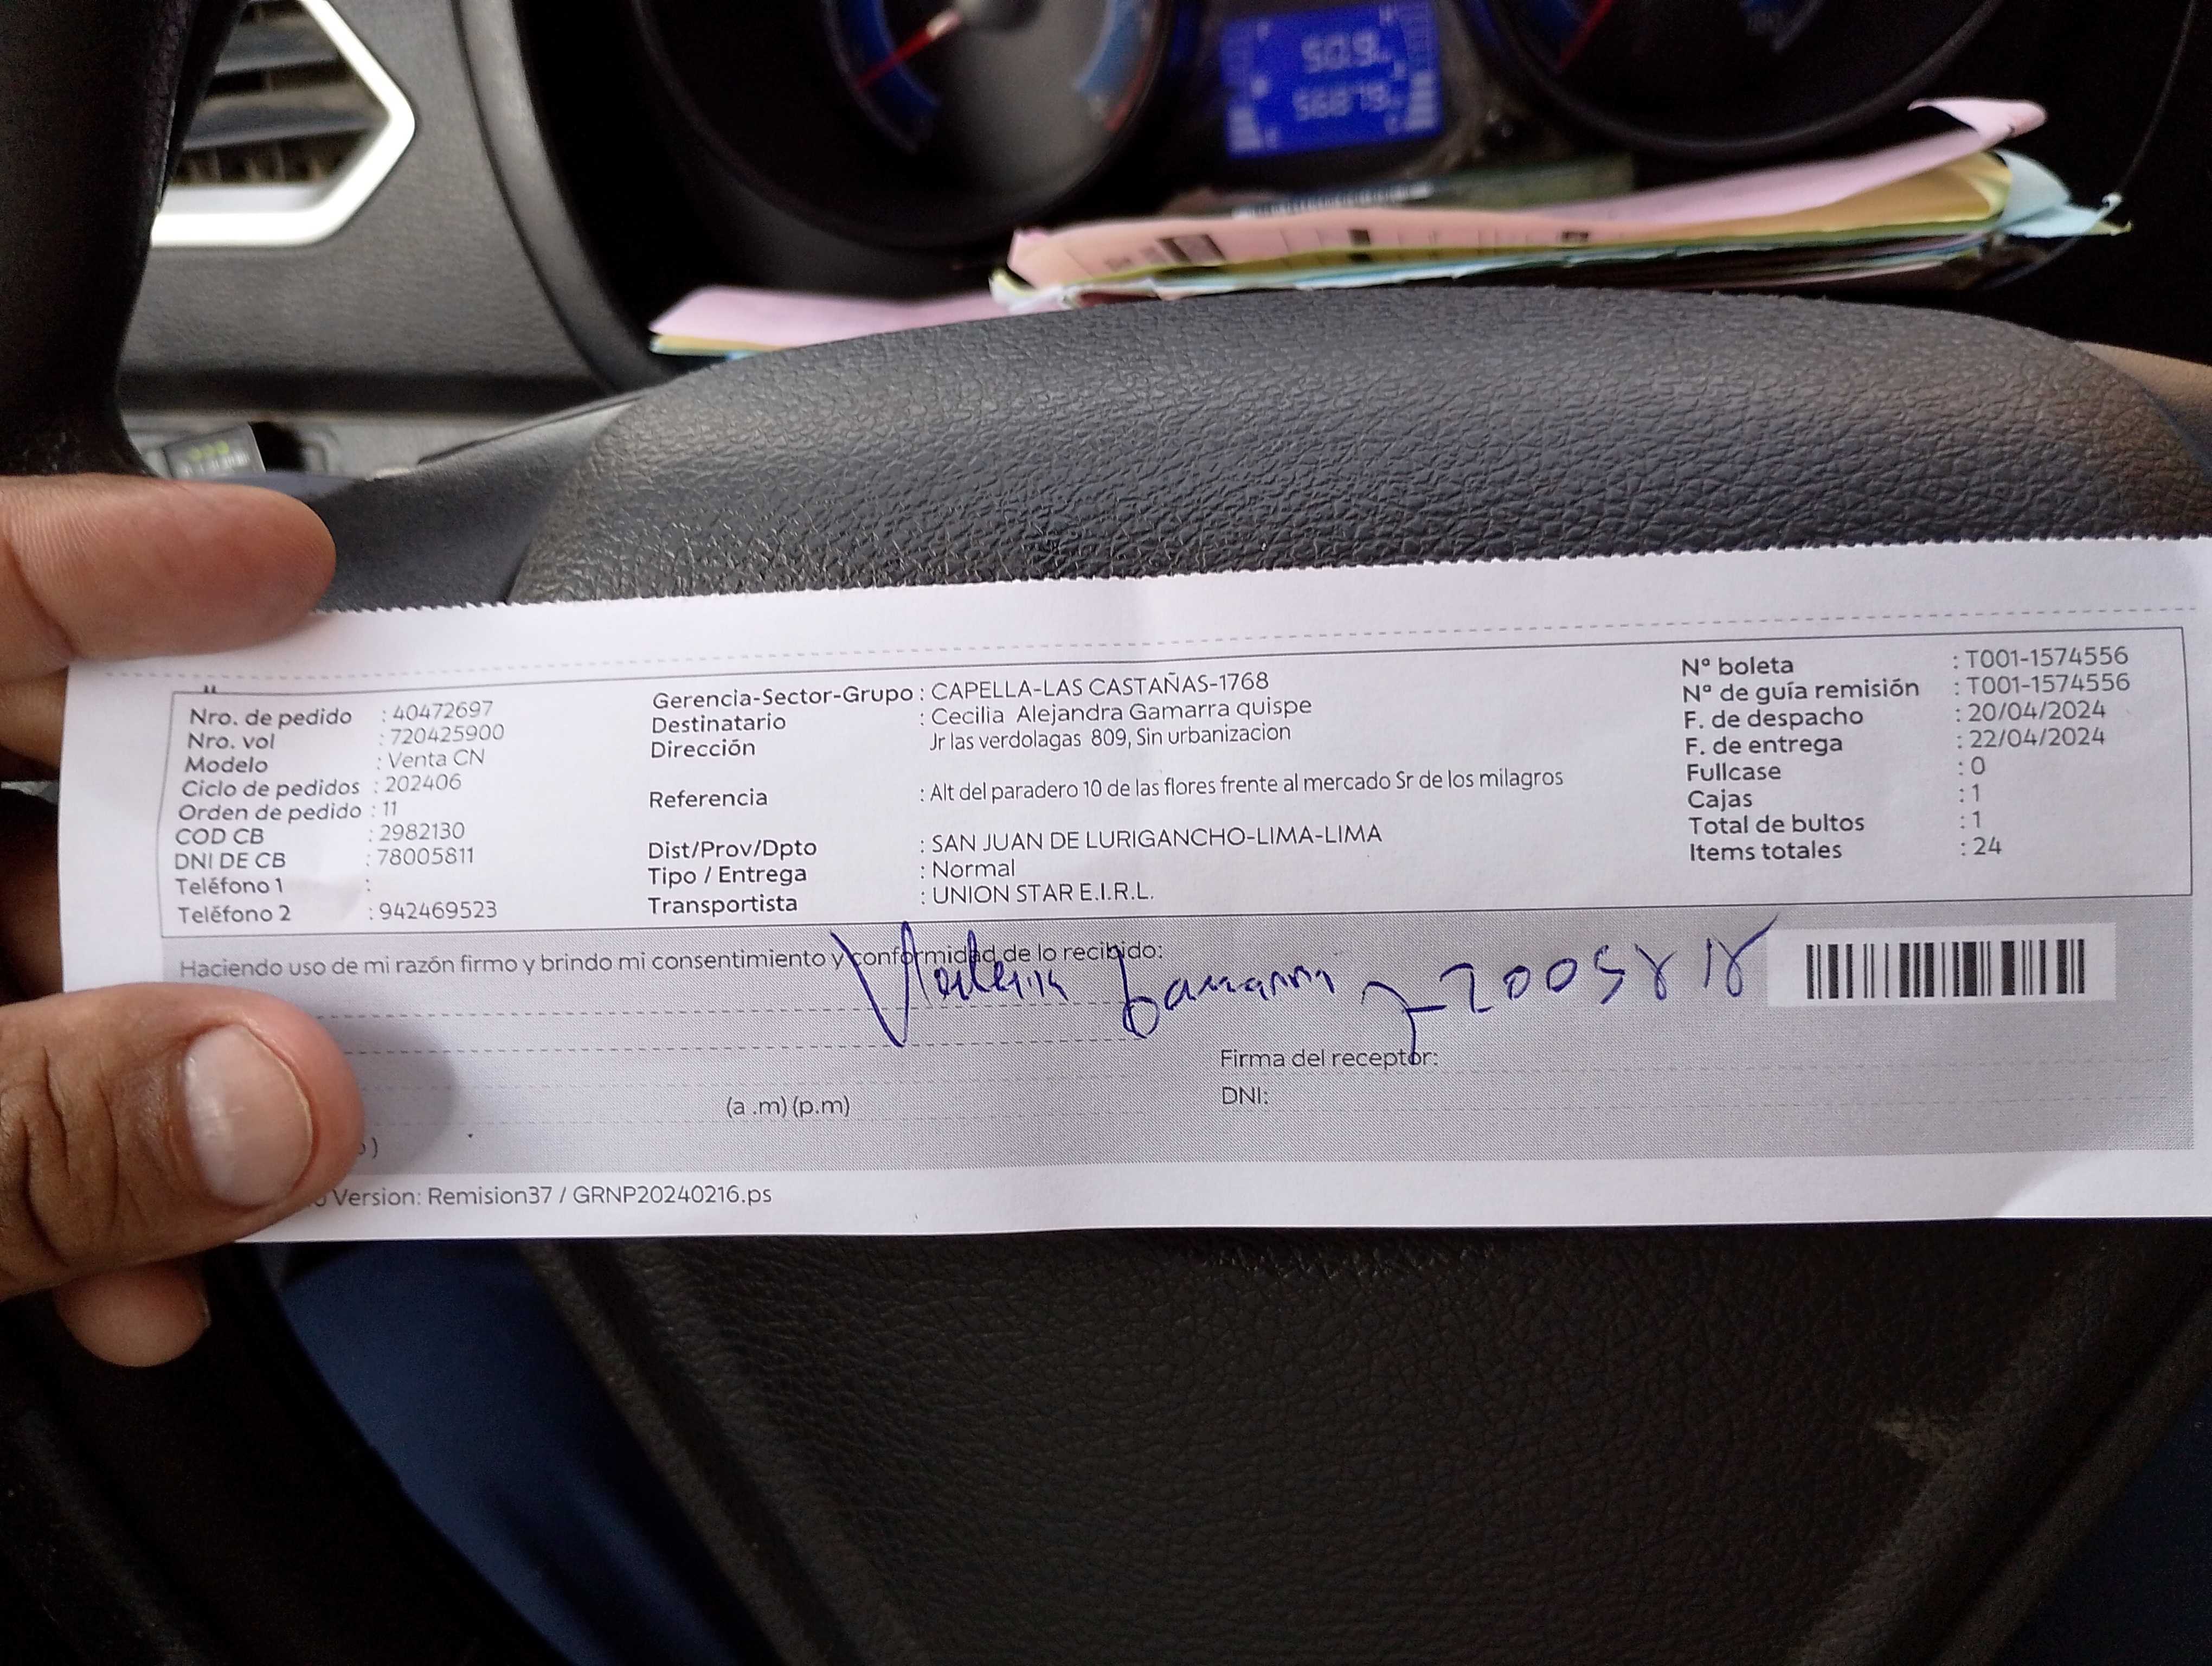 Nro. de pedido : 40472697
Nro. vol : 720425900
Modelo : Venta CN
Ciclo de pedidos : 202406
Orden de pedido : 11
COD CB : 2982130
DNI DE CB : 78005811
Teléfono 1 :
Teléfono 2 : 942469523
Gerencia-Sector-Grupo : CAPELLA-LAS CASTAÑAS-1768
Destinatario : Cecilia Alejandra Gamarra quispe
Dirección Jr las verdolagas 809, Sin urbanizacion
Referencia : Alt del paradero 10 de las flores frente al mercado Sr de los milagros
Dist/Prov/Dpto : SAN JUAN DE LURIGANCHO-LIMA-LIMA
Tipo / Entrega : Normal
Transportista : UNION STAR E.I.R.L.
N° boleta : T001-1574556
N° de guía remisión : T001-1574556
F. de despacho : 20/04/2024
F. de entrega : 22/04/2024
Fullcase : 0
Cajas : 1
Total de bultos : 1
Items totales : 24
Haciendo uso de mi razón firmo y brindo mi consentimiento y conformidad de lo recibido:
Firma del receptor:
(a .m) (p.m)
DNI:
Version: Remision37 / GRNP20240216.ps